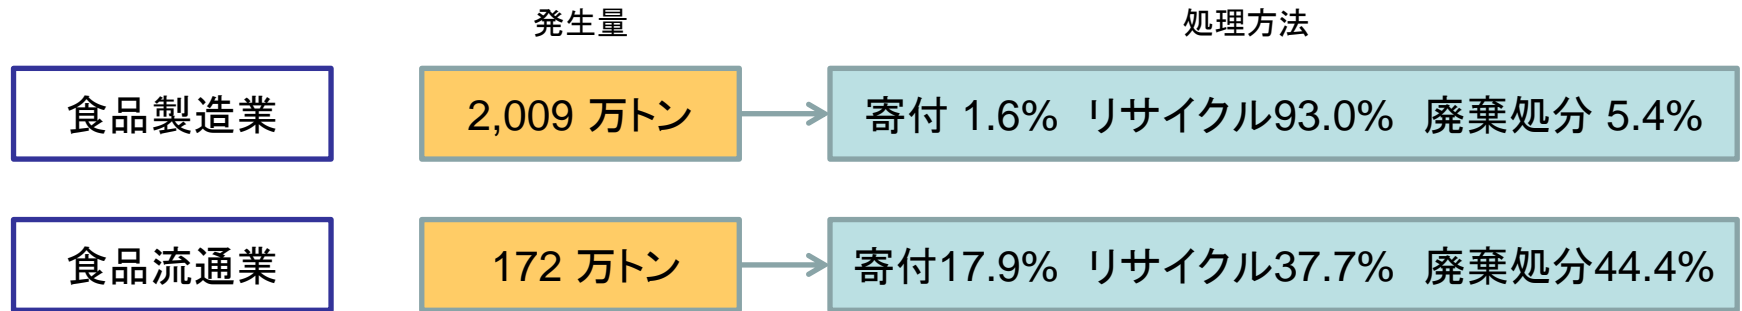 発生量 処理方法
食品製造業 2,009 万トン 寄付 1.6% リサイクル93.0% 廃棄処分 5.4%
食品流通業 172 万トン 寄付17.9% リサイクル37.7% 廃棄処分44.4%